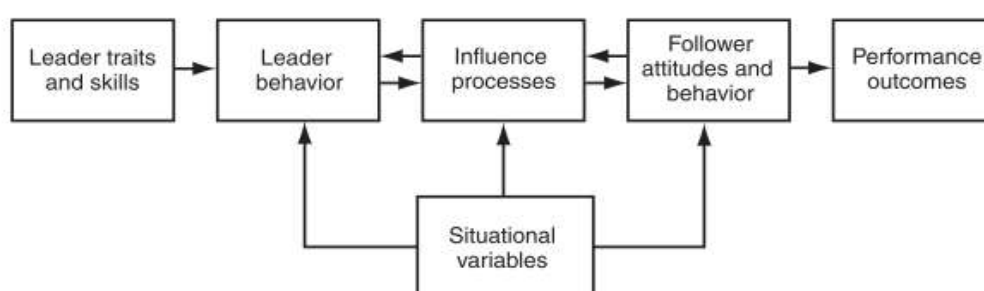 Leader traits
and skills
Leader
behavior
Influence
processes
Follower
attitudes and
behavior
Performance
outcomes
Situational
variables